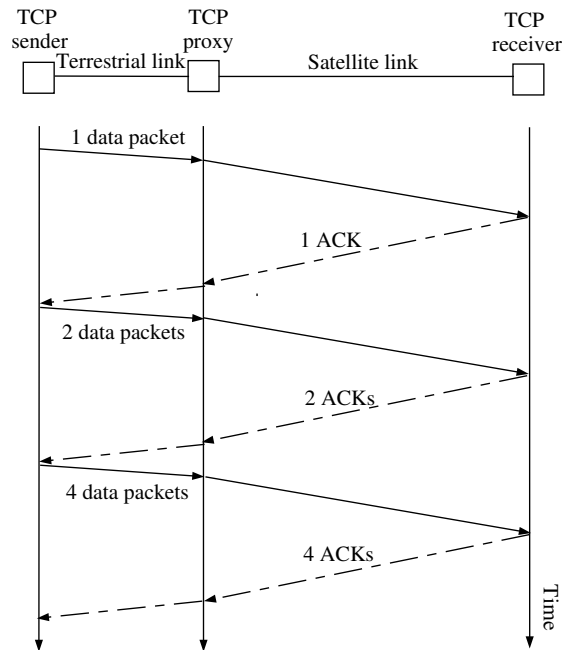 TCP
sender
TCP
proxy
TCP
receiver
Terrestrial link
Satellite link
1 data packet
1 ACK
2 data packets
2 ACKs
4 data packets
4 ACKs
Time